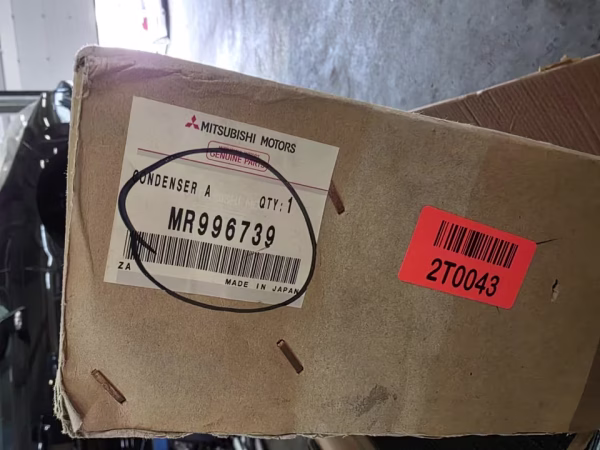 MITSUBISHI MOTORS
GENUINE PARTS
CONDENSER A
QTY:1
MR996739
ZA
MADE IN JAPAN
2T0043